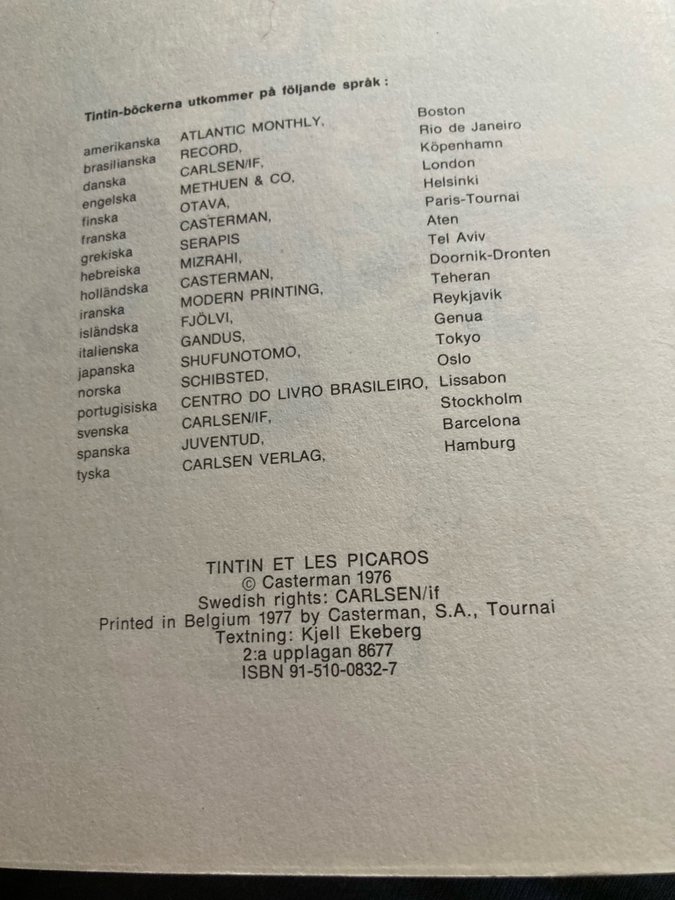 Tintin-böckerna utkommer på följande språk :
amerikanska ATLANTIC MONTHLY, Boston
brasilianska RECORD, Rio de Janeiro
danska CARLSEN/IF, Köpenhamn
engelska METHUEN & CO, London
finska OTAVA, Helsinki
franska CASTERMAN, Paris-Tournai
grekiska SERAPIS Aten
hebreiska MIZRAHI, Tel Aviv
holländska CASTERMAN, Doornik-Dronten
iranska MODERN PRINTING, Teheran
isländska FJÖLVI, Reykjavik
italienska GANDUS, Genua
japanska SHUFUNOTOMO, Tokyo
norska SCHIBSTED, Oslo
portugisiska CENTRO DO LIVRO BRASILEIRO, Lissabon
svenska CARLSEN/IF, Stockholm
spanska JUVENTUD, Barcelona
tyska CARLSEN VERLAG, Hamburg
TINTIN ET LES PICAROS
© Casterman 1976
Swedish rights: CARLSEN/if
Printed in Belgium 1977 by Casterman, S.A., Tournai
Textning: Kjell Ekeberg
2:a upplagan 8677
ISBN 91-510-0832-7